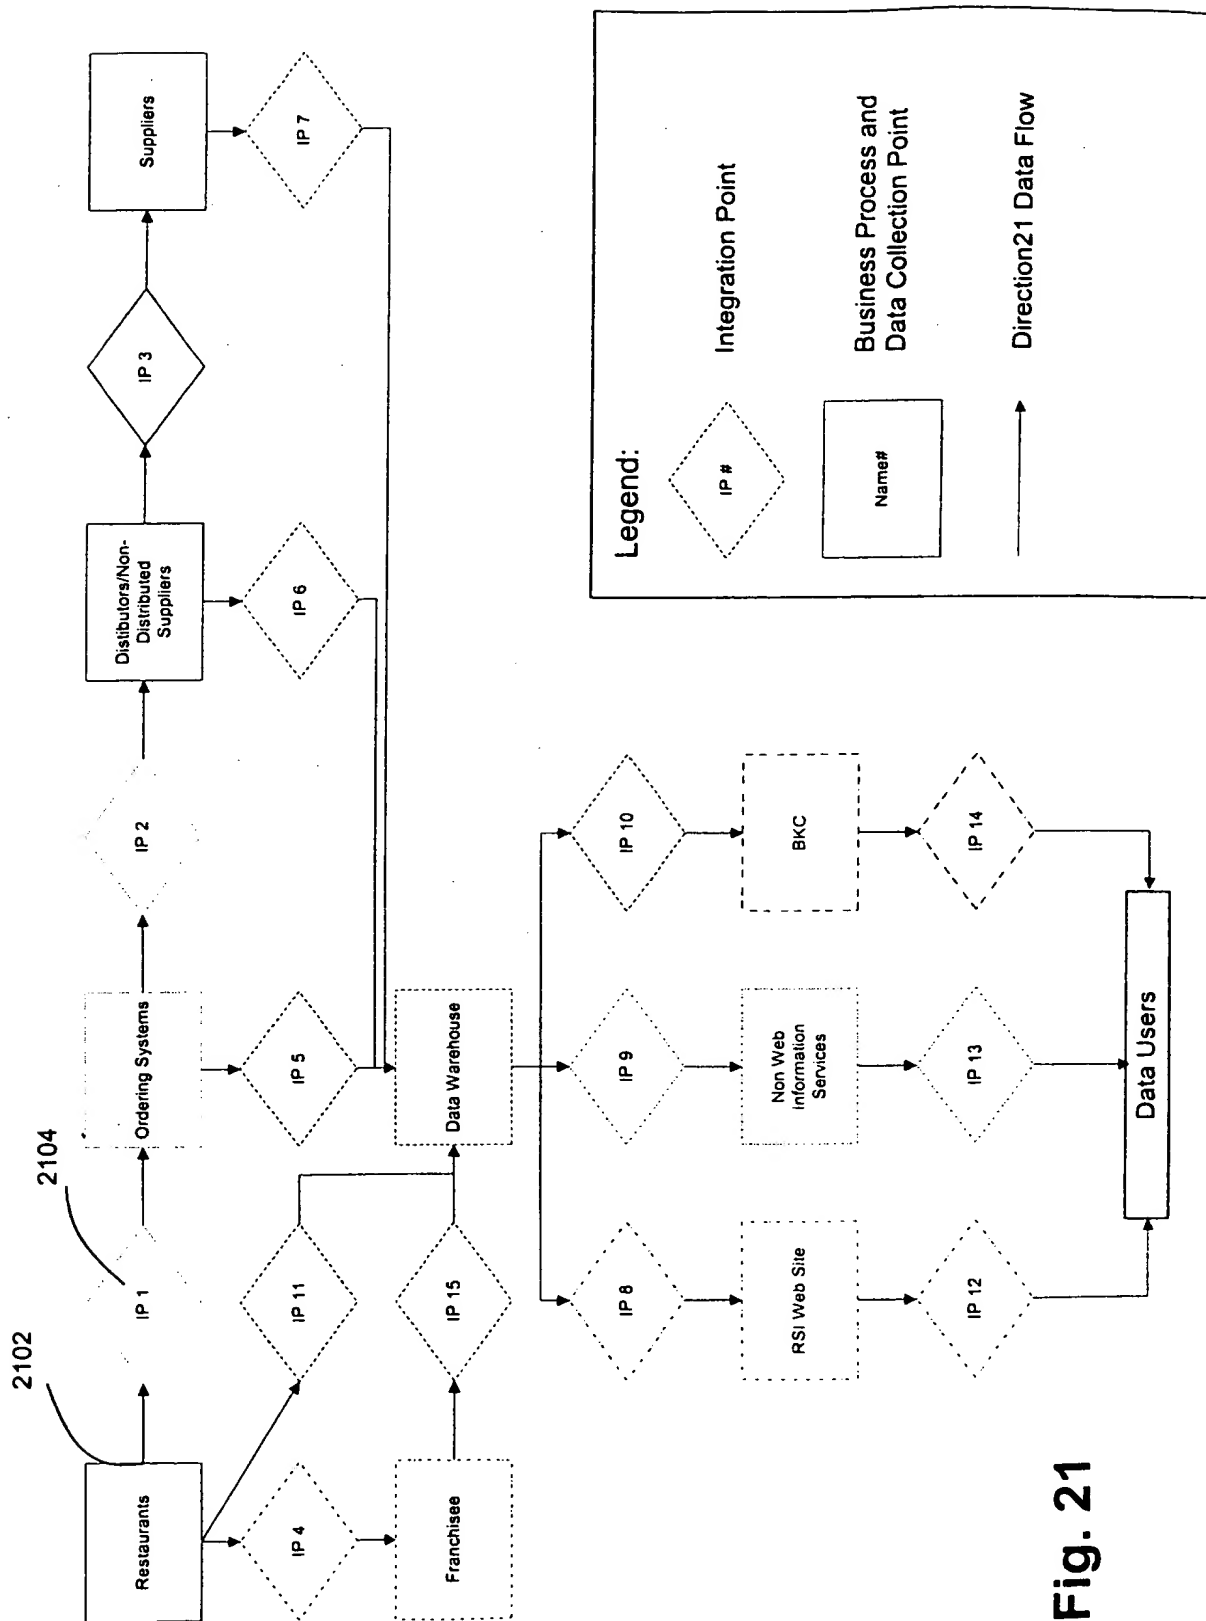 2102
2104
Restaurants
IP 1
Ordering Systems
IP 2
Distibutors/Non-
Distributed
Suppliers
IP 3
Suppliers
IP 4
IP 11
IP 5
IP 6
IP 7
Franchisee
IP 15
Data Warehouse
IP 8
IP 9
IP 10
RSI Web Site
Non Web
Information
Services
BKC
IP 12
IP 13
IP 14
Data Users
Legend:
IP #
Integration Point
Name#
Business Process and
Data Collection Point
Direction21 Data Flow
Fig. 21